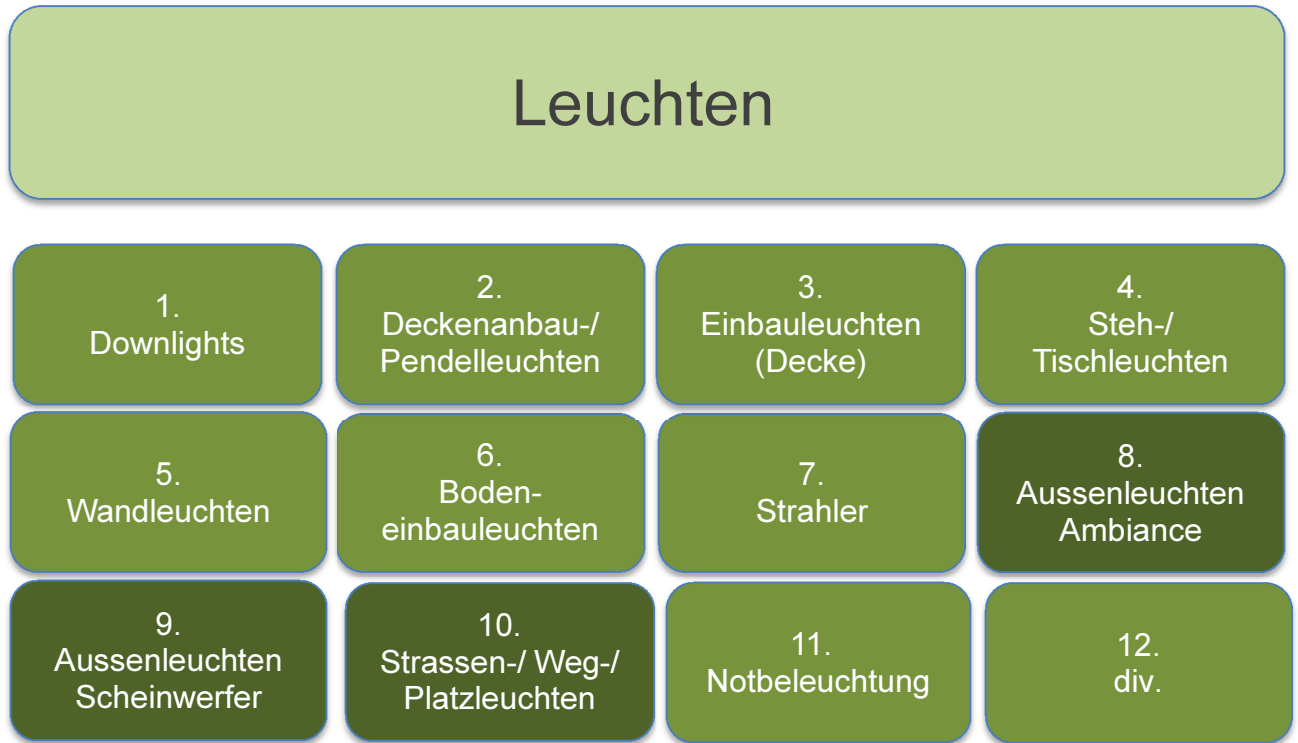 Leuchten
1.
Downlights
2.
Deckenanbau-/
Pendelleuchten
3.
Einbauleuchten
(Decke)
4.
Steh-/
Tischleuchten
5.
Wandleuchten
6.
Boden-
einbauleuchten
7.
Strahler
8.
Aussenleuchten
Ambiance
9.
Aussenleuchten
Scheinwerfer
10.
Strassen-/ Weg-/
Platzleuchten
11.
Notbeleuchtung
12.
div.